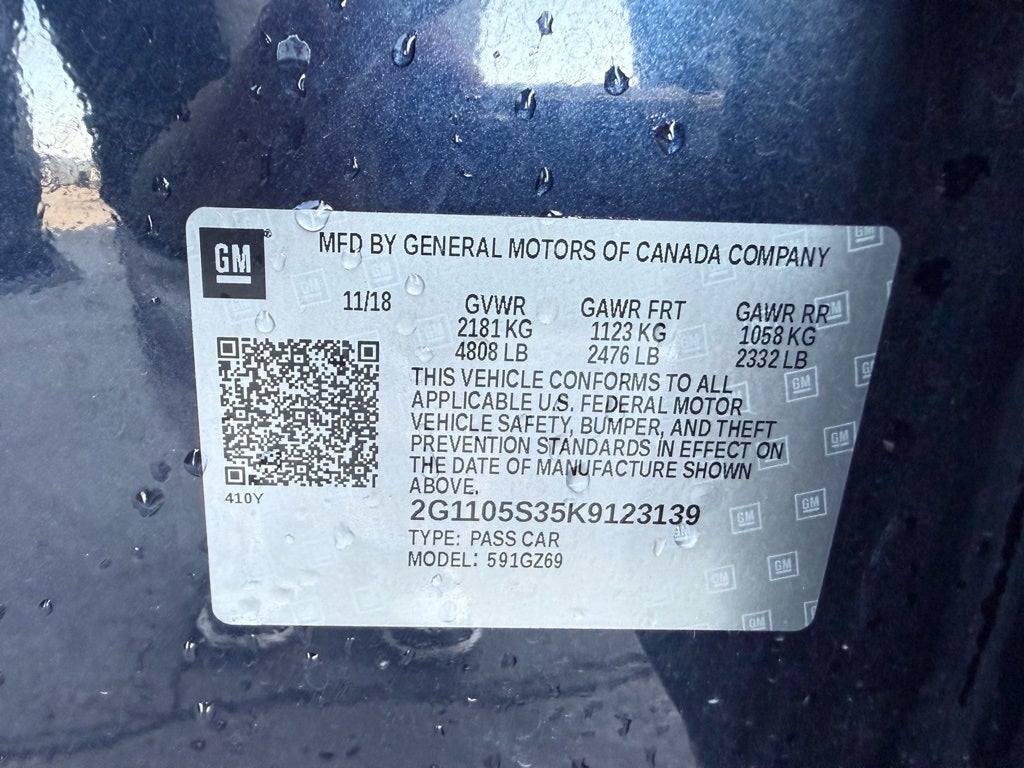 GM
MFD BY GENERAL MOTORS OF CANADA COMPANY
11/18 GVWR GAWR FRT GAWR RR
2181 KG 1123 KG 1058 KG
4808 LB 2476 LB 2332 LB
THIS VEHICLE CONFORMS TO ALL
APPLICABLE U.S. FEDERAL MOTOR
VEHICLE SAFETY, BUMPER, AND THEFT
PREVENTION STANDARDS IN EFFECT ON
THE DATE OF MANUFACTURE SHOWN
ABOVE.
410Y
2G1105S35K9123139
TYPE: PASS CAR
MODEL: 591GZ69